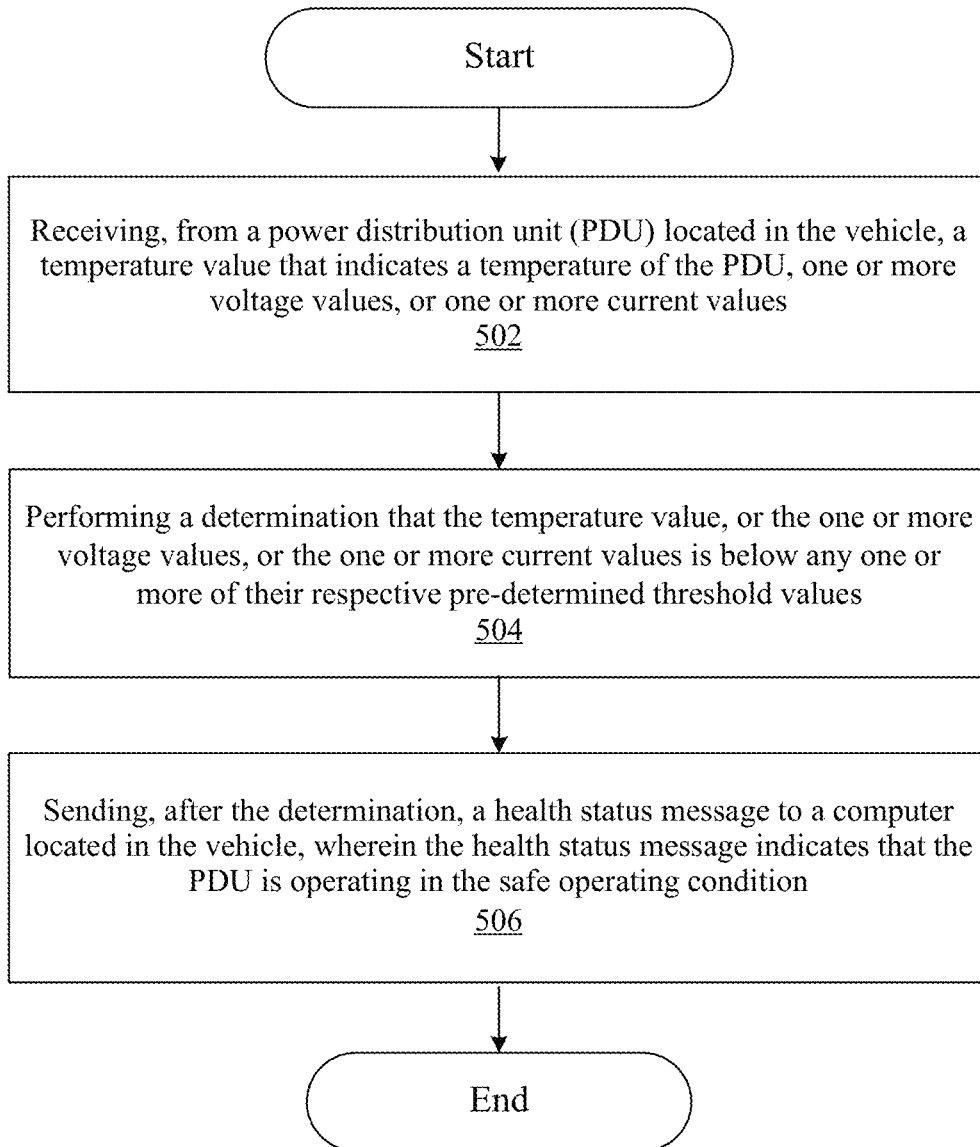 Start
Receiving, from a power distribution unit (PDU) located in the vehicle, a
temperature value that indicates a temperature of the PDU, one or more
voltage values, or one or more current values
502
Performing a determination that the temperature value, or the one or more
voltage values, or the one or more current values is below any one or
more of their respective pre-determined threshold values
504
Sending, after the determination, a health status message to a computer
located in the vehicle, wherein the health status message indicates that the
PDU is operating in the safe operating condition
506
End